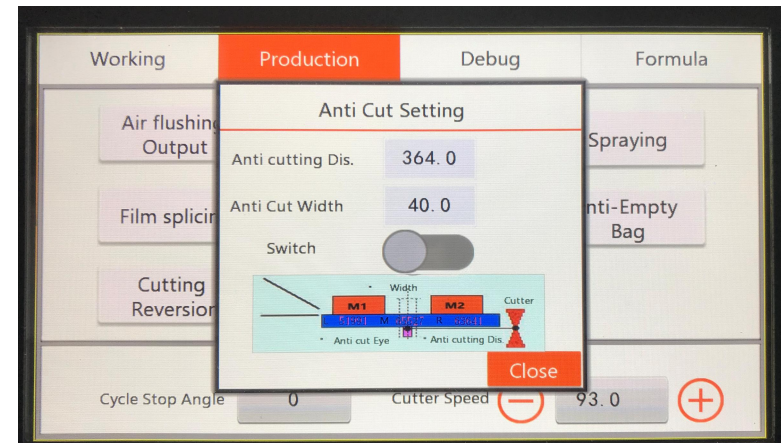 Working Production Debug Formula
Anti Cut Setting
Air flushing
Output
Spraying
Anti cutting Dis. 364.0
Film splicin
Anti Cut Width 40.0
nti-Empty
Bag
Switch
Cutting
Reversion
Width
M1 M2 Cutter
Anti cut Eye Anti cutting Dis.
Close
Cycle Stop Angle 0 Cutter Speed 93.0